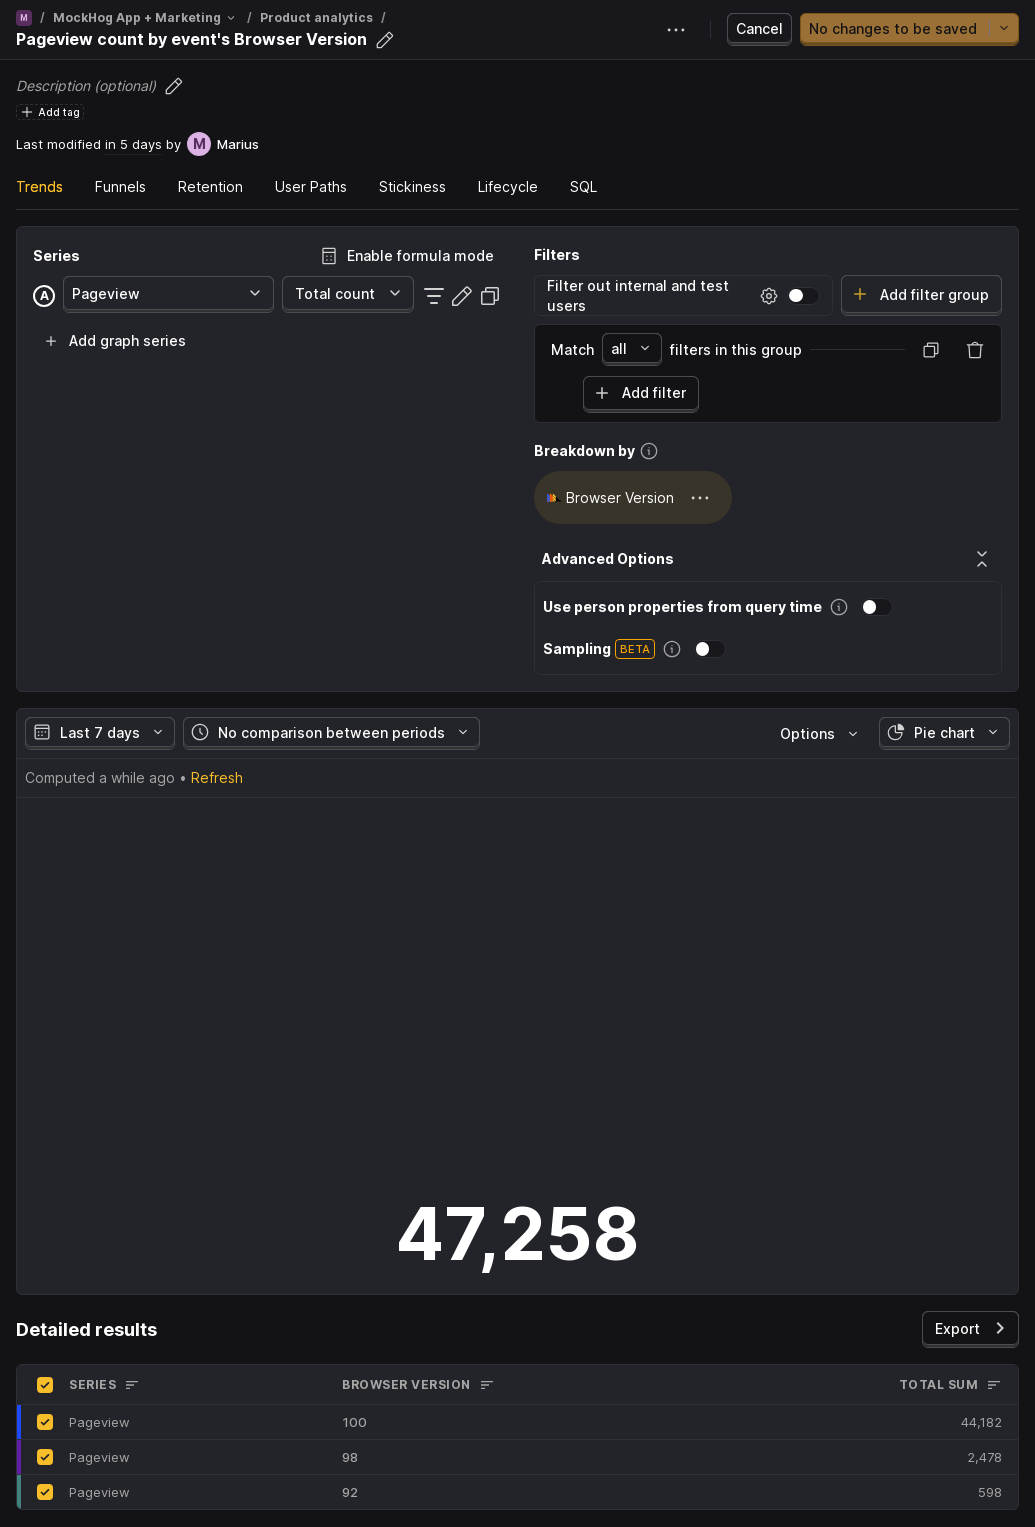 M / MockHog App + Marketing / Product analytics /
Pageview count by event's Browser Version
Cancel
No changes to be saved
Description (optional)
Add tag
Last modified in 5 days by M Marius
Trends Funnels Retention User Paths Stickiness Lifecycle SQL
Series
Enable formula mode
A Pageview Total count
Add graph series
Filters
Filter out internal and test
users
Add filter group
Match all filters in this group
Add filter
Breakdown by
Browser Version
Advanced Options
Use person properties from query time
Sampling BETA
Last 7 days No comparison between periods Options Pie chart
Computed a while ago • Refresh
47,258
Detailed results
Export
SERIES BROWSER VERSION TOTAL SUM
Pageview 100 44,182
Pageview 98 2,478
Pageview 92 598